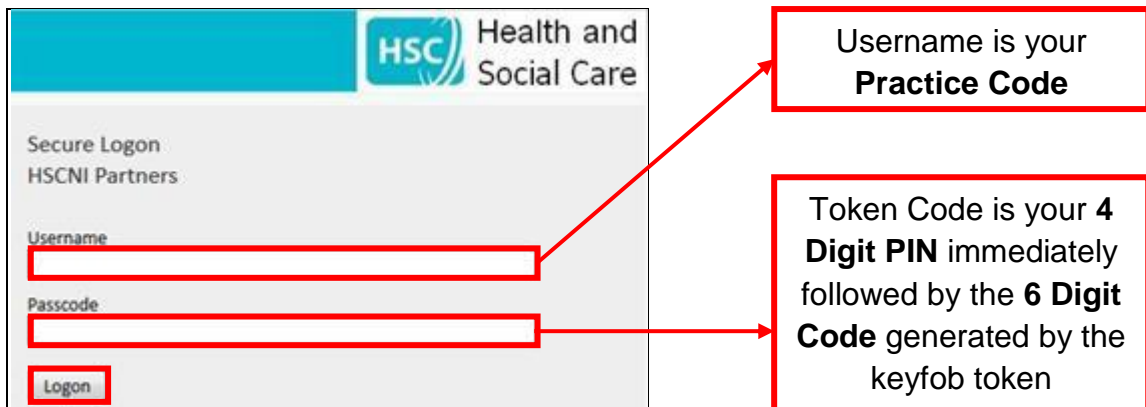 HSC Health and
Social Care
Secure Logon
HSCNI Partners
Username
Passcode
Logon
Username is your
Practice Code
Token Code is your 4
Digit PIN immediately
followed by the 6 Digit
Code generated by the
keyfob token